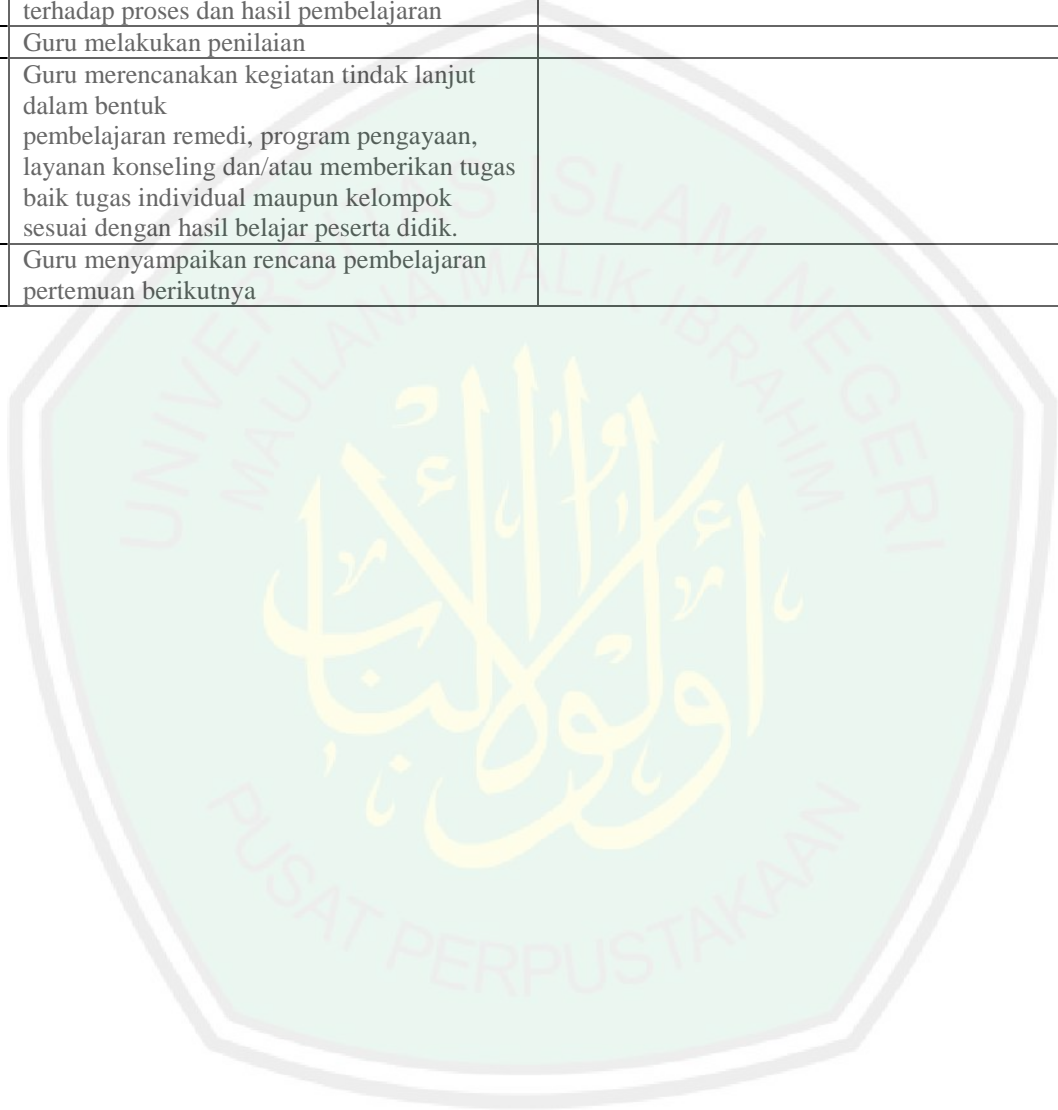 terhadap proses dan hasil pembelajaran
Guru melakukan penilaian
Guru merencanakan kegiatan tindak lanjut
dalam bentuk
pembelajaran remedi, program pengayaan,
layanan konseling dan/atau memberikan tugas
baik tugas individual maupun kelompok
sesuai dengan hasil belajar peserta didik.
Guru menyampaikan rencana pembelajaran
pertemuan berikutnya
UNIVERSITAS ISLAM NEGERI
MAULANA MALIK IBRAHIM
أولوا الألباب
PUSAT PERPUSTAKAAN